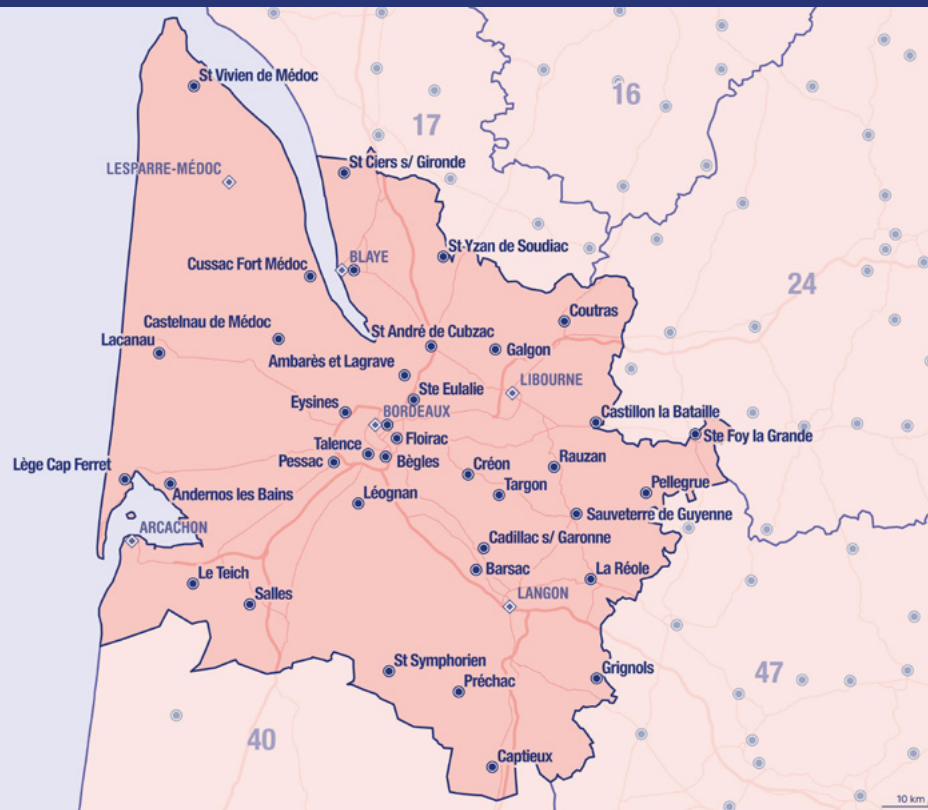 16
17
St Vivien de Médoc
LESPARRE-MÉDOC
St Ciers s/ Gironde
St Yzan de Soudiac
BLAYE
Cussac Fort Médoc
24
Coutras
Castelnau de Médoc
St André de Cubzac
Lacanau
Galgon
Ambarès et Lagrave
LIBOURNE
Ste Eulalie
Eysines
BORDEAUX
Castillon la Bataille
Ste Foy la Grande
Floirac
Talence
Pessac
Bègles
Créon
Rauzan
Lège Cap Ferret
Andernos les Bains
Léognan
Targon
Pellegrue
Sauveterre de Guyenne
ARCACHON
Cadillac s/ Garonne
Barsac
La Réole
Le Teich
Salles
LANGON
St Symphorien
Préchac
Grignols
47
40
Captieux
10 km